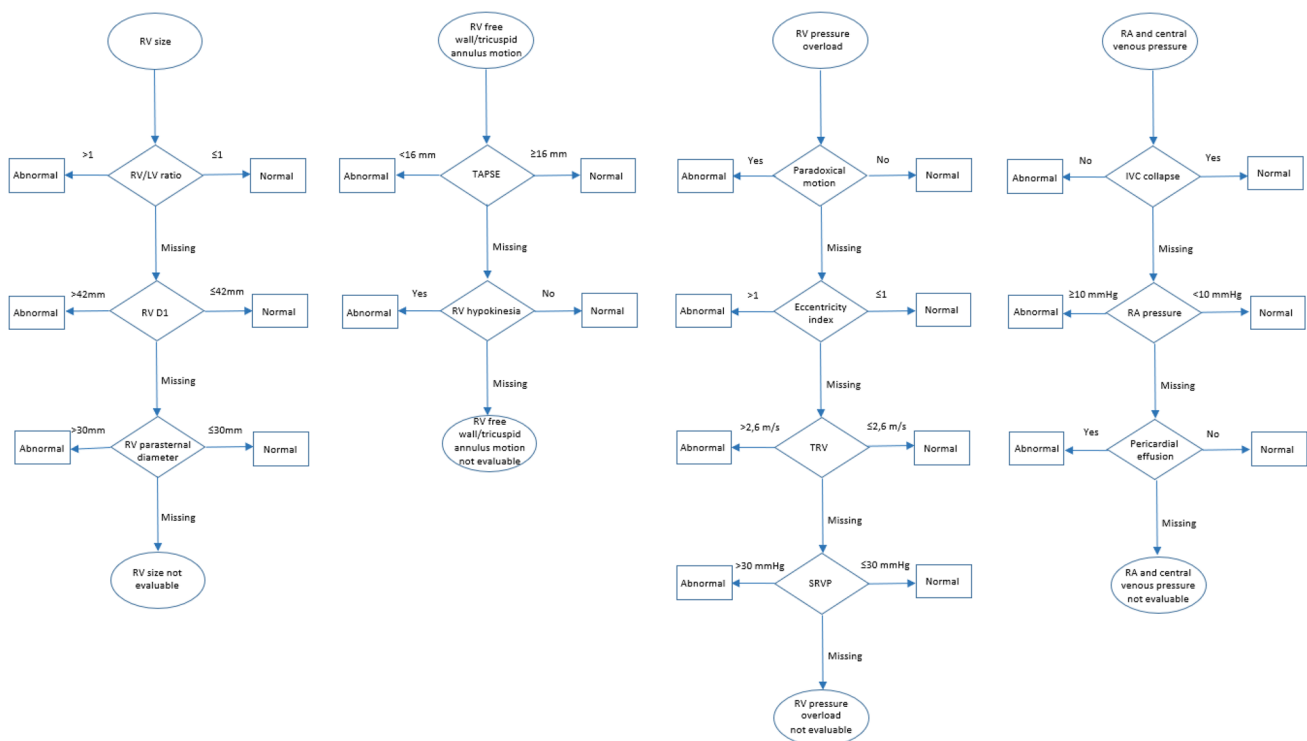 RV size
>1
≤1
Abnormal
RV/LV ratio
Normal
Missing
>42mm
≤42mm
Abnormal
RV D1
Normal
Missing
>30mm
≤30mm
Abnormal
RV parasternal
diameter
Normal
Missing
RV size not
evaluable
RV free
wall/tricuspid
annulus motion
<16 mm
≥16 mm
Abnormal
TAPSE
Normal
Missing
Yes
No
Abnormal
RV hypokinesia
Normal
Missing
RV free
wall/tricuspid
annulus motion
not evaluable
RV pressure
overload
Yes
No
Abnormal
Paradoxical
motion
Normal
Missing
>1
≤1
Abnormal
Eccentricity
index
Normal
Missing
>2,6 m/s
≤2,6 m/s
Abnormal
TRV
Normal
Missing
>30 mmHg
≤30 mmHg
Abnormal
SRVP
Normal
Missing
RV pressure
overload
not evaluable
RA and central
venous pressure
No
Yes
Abnormal
IVC collapse
Normal
Missing
≥10 mmHg
<10 mmHg
Abnormal
RA pressure
Normal
Missing
Yes
No
Abnormal
Pericardial
effusion
Normal
Missing
RA and central
venous pressure
not evaluable